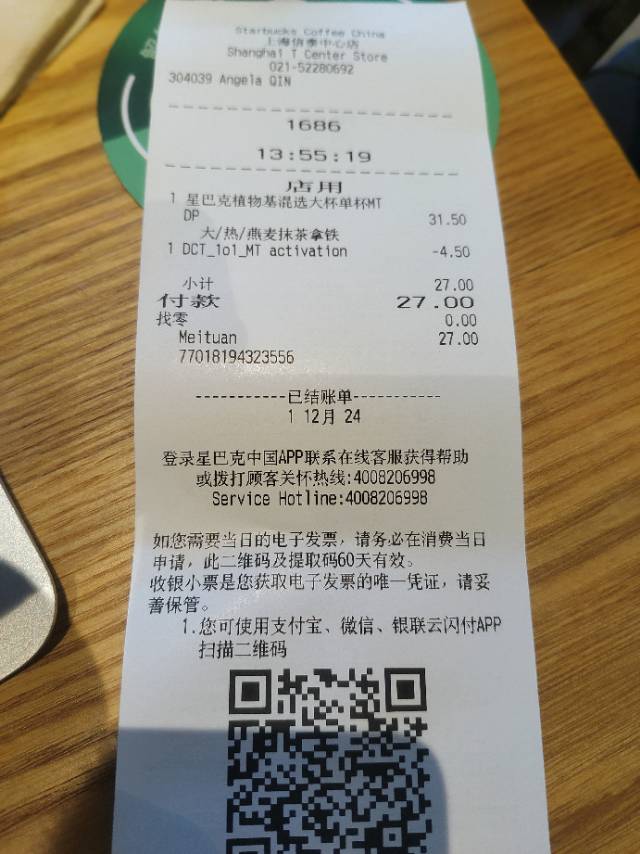 Starbucks Coffee China
上海信泰中心店
Shanghai T Center Store
021-52280692
304039 Angela QIN
1686
13:55:19
店用
1 星巴克植物基混选大杯单杯MT
DP 31.50
大/热/燕麦抹茶拿铁
1 DCT_1o1_MT activation -4.50
小计 27.00
付款 27.00
找零 0.00
Meituan 27.00
77018194323556
-----------已结账单-----------
1 12月 24
登录星巴克中国APP联系在线客服获得帮助
或拨打顾客关怀热线:4008206998
Service Hotline:4008206998
如您需要当日的电子发票，请务必在消费当日
申请，此二维码及提取码60天有效。
收银小票是您获取电子发票的唯一凭证，请妥
善保管。
1.您可使用支付宝、微信、银联云闪付APP
扫描二维码